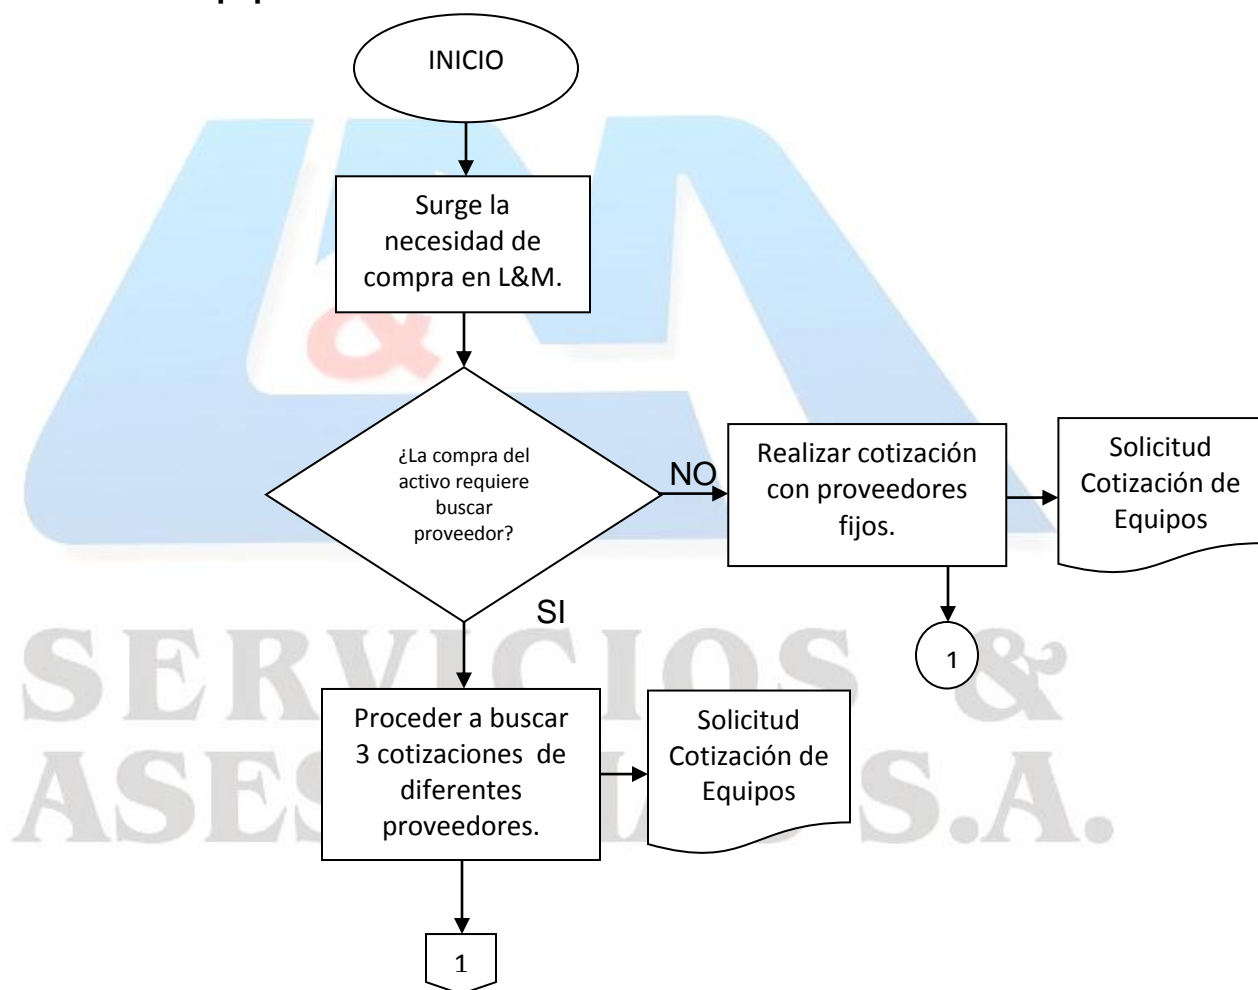 INICIO
Surge la
necesidad de
compra en L&M.
¿La compra del
activo requiere
buscar
proveedor?
NO
Realizar cotización
con proveedores
fijos.
Solicitud
Cotización de
Equipos
1
SI
Proceder a buscar
3 cotizaciones de
diferentes
proveedores.
Solicitud
Cotización de
Equipos
1
SERVICIOS &
S.A.